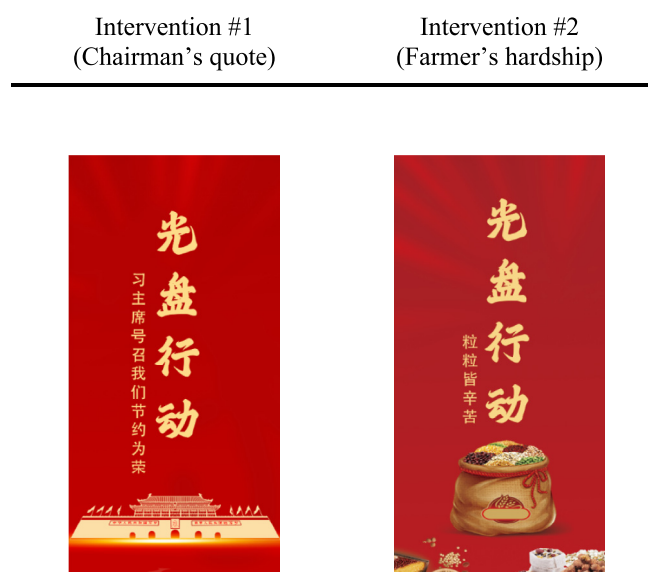 Intervention #1
(Chairman’s quote)
Intervention #2
(Farmer’s hardship)
光盘行动
习主席号召我们节约为荣
光盘行动
粒粒皆辛苦